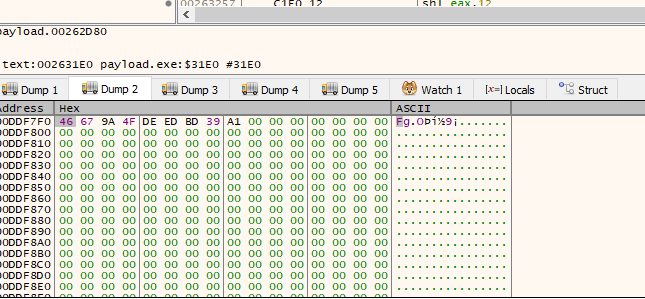 00263257 C1E0 12 shl eax,12
payload.00262D80
text:002631E0 payload.exe:$31E0 #31E0
Dump 1 Dump 2 Dump 3 Dump 4 Dump 5 Watch 1 [x]= Locals Struct
Address Hex ASCII
00DDF7F0 46 67 9A 4F DE ED BD 39 A1 00 00 00 00 00 00 00 Fg.OÞí½9¡.......
00DDF800 00 00 00 00 00 00 00 00 00 00 00 00 00 00 00 00 ................
00DDF810 00 00 00 00 00 00 00 00 00 00 00 00 00 00 00 00 ................
00DDF820 00 00 00 00 00 00 00 00 00 00 00 00 00 00 00 00 ................
00DDF830 00 00 00 00 00 00 00 00 00 00 00 00 00 00 00 00 ................
00DDF840 00 00 00 00 00 00 00 00 00 00 00 00 00 00 00 00 ................
00DDF850 00 00 00 00 00 00 00 00 00 00 00 00 00 00 00 00 ................
00DDF860 00 00 00 00 00 00 00 00 00 00 00 00 00 00 00 00 ................
00DDF870 00 00 00 00 00 00 00 00 00 00 00 00 00 00 00 00 ................
00DDF880 00 00 00 00 00 00 00 00 00 00 00 00 00 00 00 00 ................
00DDF890 00 00 00 00 00 00 00 00 00 00 00 00 00 00 00 00 ................
00DDF8A0 00 00 00 00 00 00 00 00 00 00 00 00 00 00 00 00 ................
00DDF8B0 00 00 00 00 00 00 00 00 00 00 00 00 00 00 00 00 ................
00DDF8C0 00 00 00 00 00 00 00 00 00 00 00 00 00 00 00 00 ................
00DDF8D0 00 00 00 00 00 00 00 00 00 00 00 00 00 00 00 00 ................
00DDF8E0 00 00 00 00 00 00 00 00 00 00 00 00 00 00 00 00 ................